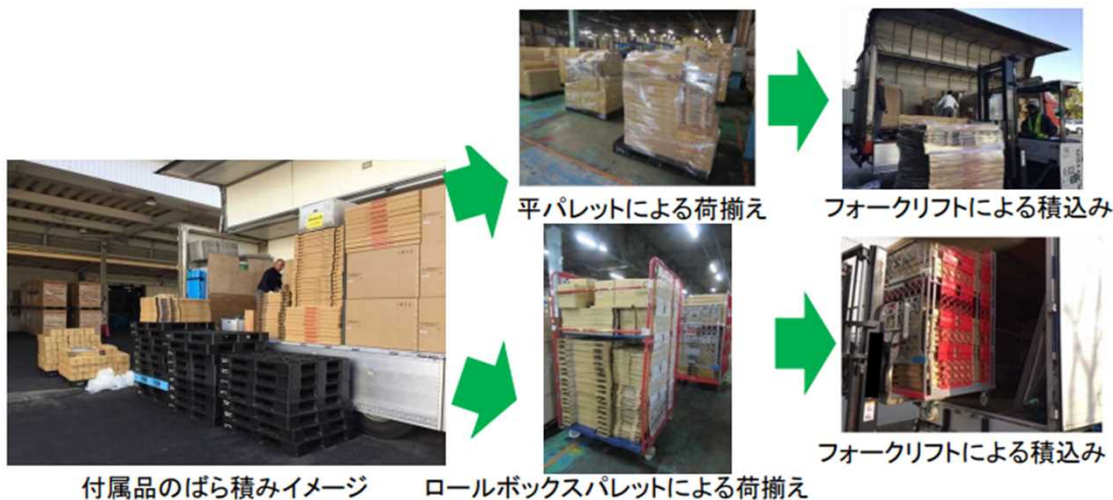 平パレットによる荷揃え
フォークリフトによる積込み
付属品のばら積みイメージ
ロールボックスパレットによる荷揃え
フォークリフトによる積込み